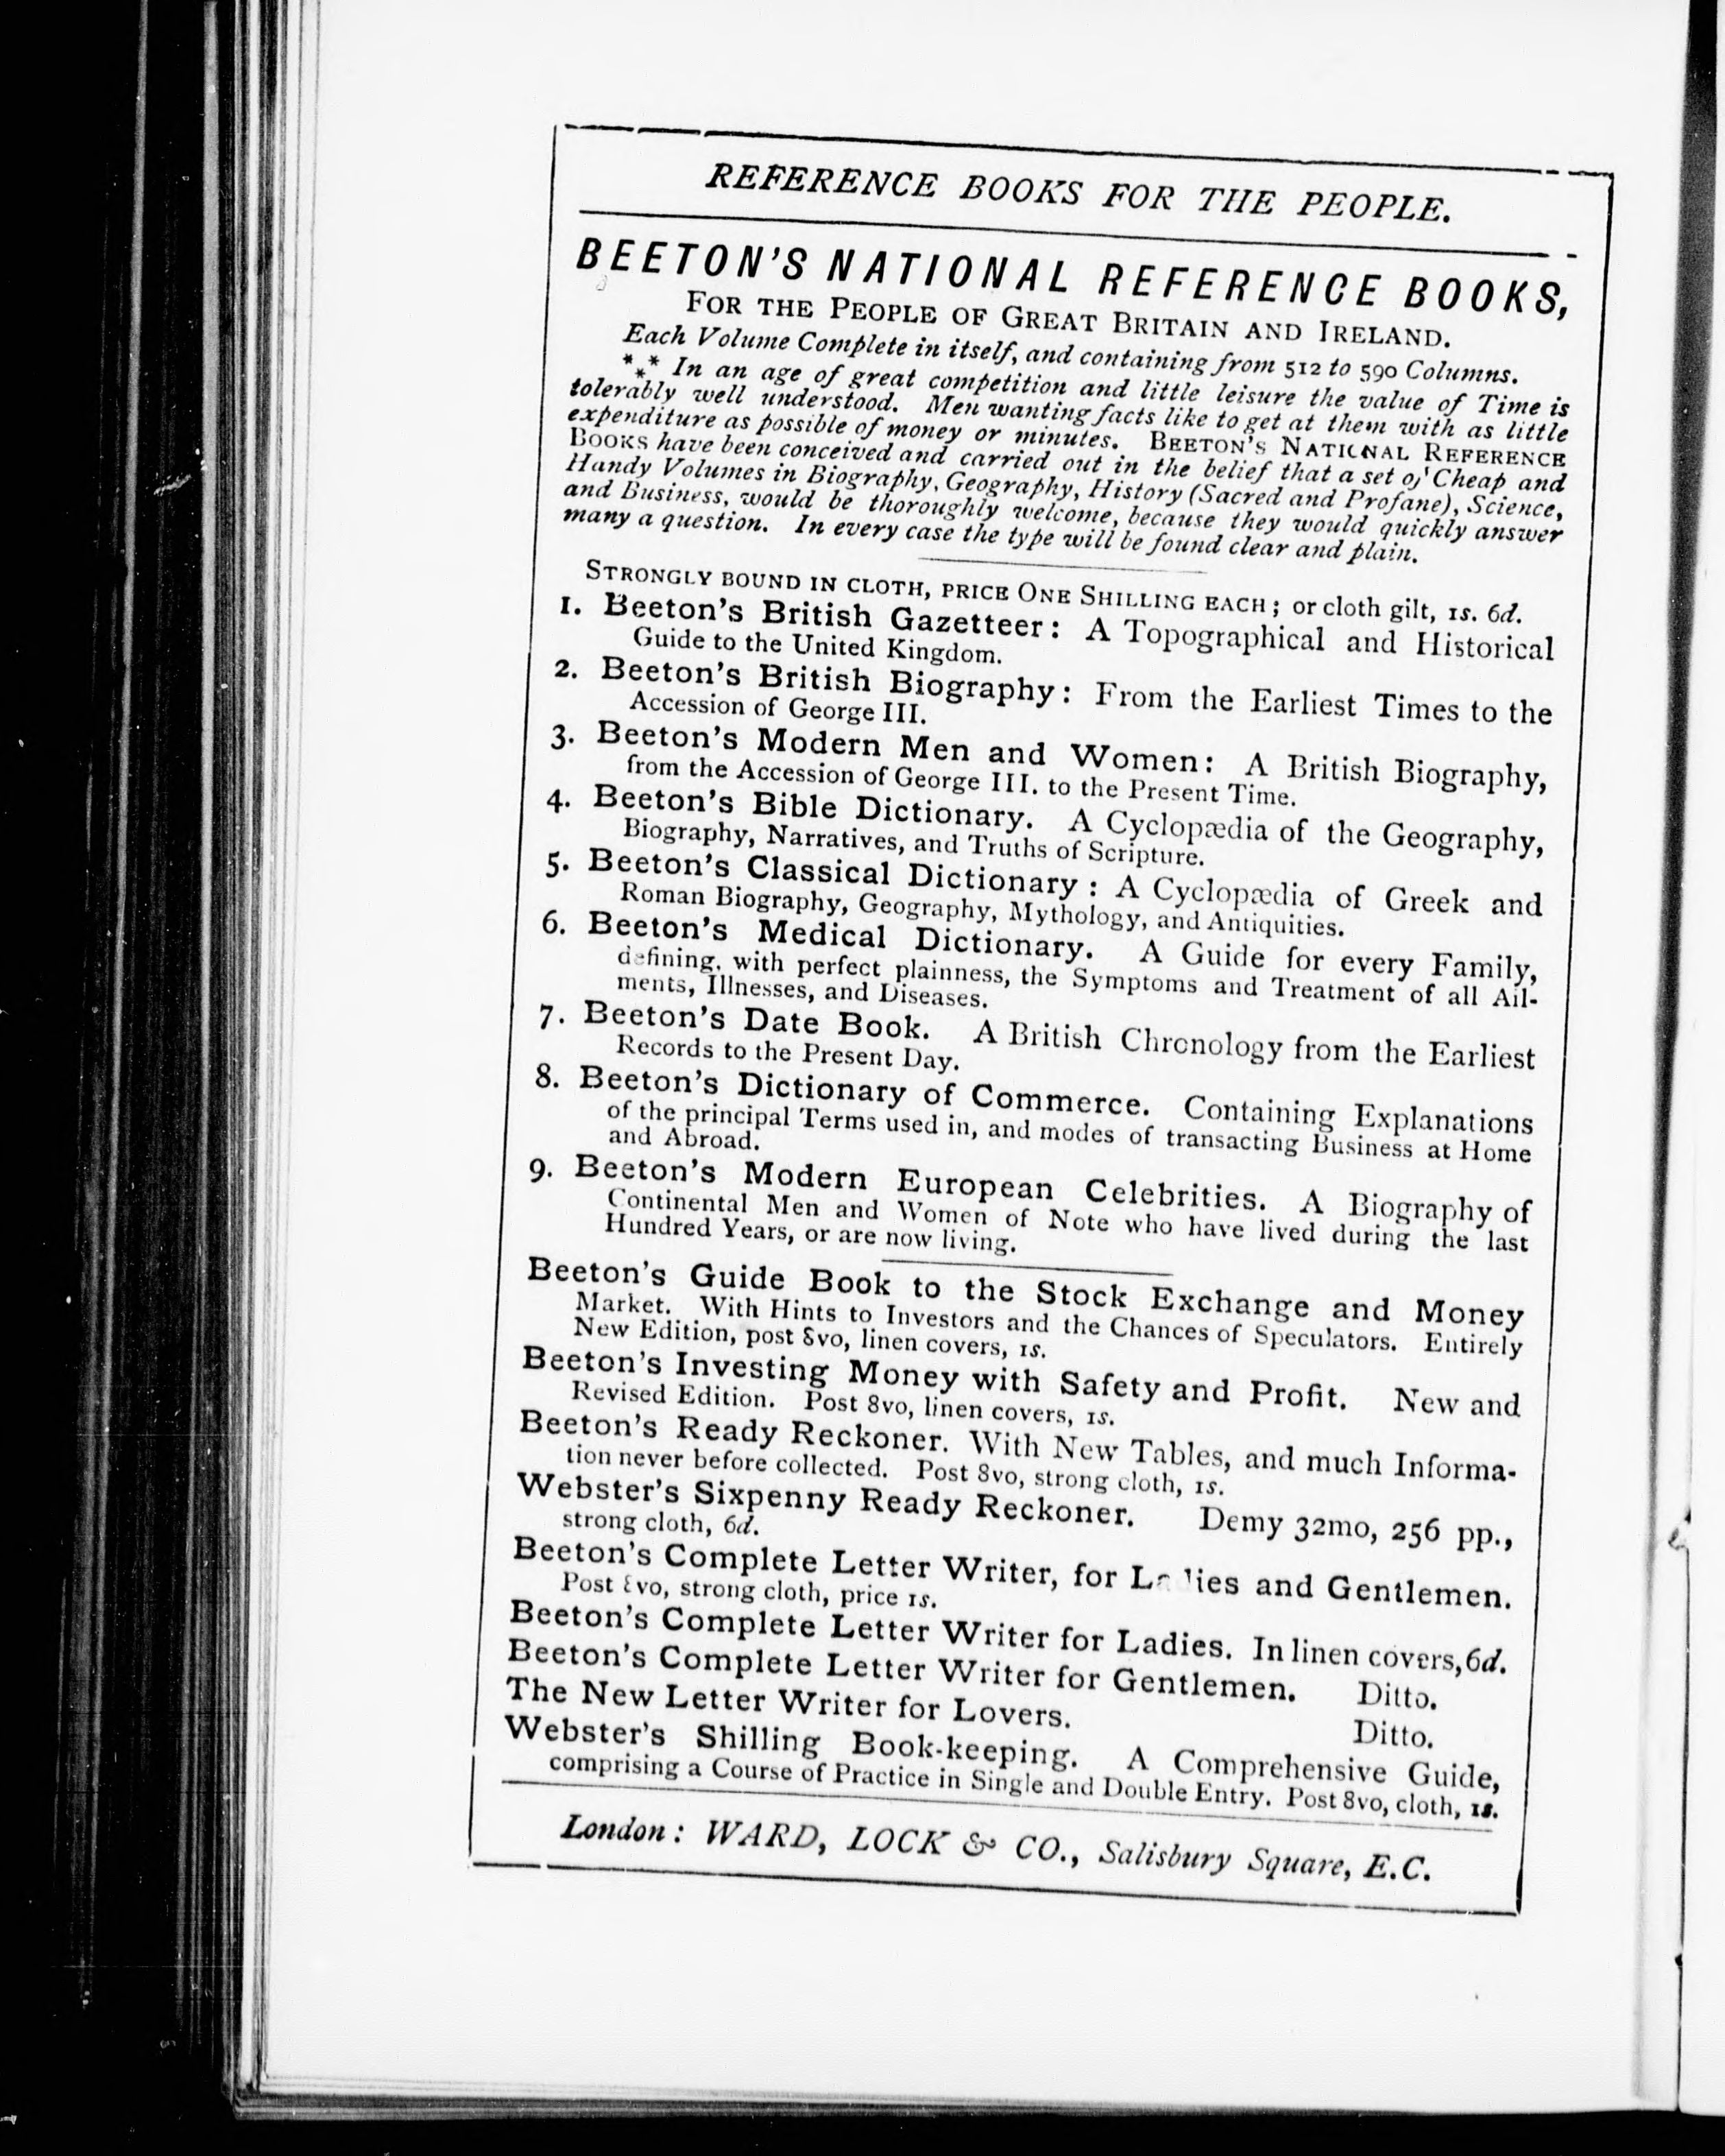 REFERENCE BOOKS FOR THE PEOPLE.
BEETON'S NATIONAL REFERENCE BOOKS,
FOR THE PEOPLE OF GREAT BRITAIN AND IRELAND.
Each Volume Complete in itself, and containing from 512 to 590 Columns.
*** In an age of great competition and little leisure the value of Time is
tolerably well understood. Men wanting facts like to get at them with as little
expenditure as possible of money or minutes. BEETON'S NATIONAL REFERENCE
BOOKS have been conceived and carried out in the belief that a set of Cheap and
Handy Volumes in Biography, Geography, History (Sacred and Profane), Science,
and Business, would be thoroughly welcome, because they would quickly answer
many a question. In every case the type will be found clear and plain.
STRONGLY BOUND IN CLOTH, PRICE ONE SHILLING EACH; or cloth gilt, 1s. 6d.
1. Beeton's British Gazetteer: A Topographical and Historical
Guide to the United Kingdom.
2. Beeton's British Biography: From the Earliest Times to the
Accession of George III.
3. Beeton's Modern Men and Women: A British Biography,
from the Accession of George III. to the Present Time.
4. Beeton's Bible Dictionary. A Cyclopædia of the Geography,
Biography, Narratives, and Truths of Scripture.
5. Beeton's Classical Dictionary: A Cyclopædia of Greek and
Roman Biography, Geography, Mythology, and Antiquities.
6. Beeton's Medical Dictionary. A Guide for every Family,
defining, with perfect plainness, the Symptoms and Treatment of all Ail-
ments, Illnesses, and Diseases.
7. Beeton's Date Book. A British Chronology from the Earliest
Records to the Present Day.
8. Beeton's Dictionary of Commerce. Containing Explanations
of the principal Terms used in, and modes of transacting Business at Home
and Abroad.
9. Beeton's Modern European Celebrities. A Biography of
Continental Men and Women of Note who have lived during the last
Hundred Years, or are now living.
Beeton's Guide Book to the Stock Exchange and Money
Market. With Hints to Investors and the Chances of Speculators. Entirely
New Edition, post 8vo, linen covers, 1s.
Beeton's Investing Money with Safety and Profit. New and
Revised Edition. Post 8vo, linen covers, 1s.
Beeton's Ready Reckoner. With New Tables, and much Informa-
tion never before collected. Post 8vo, strong cloth, 1s.
Webster's Sixpenny Ready Reckoner. Demy 32mo, 256 pp.,
strong cloth, 6d.
Beeton's Complete Letter Writer, for Ladies and Gentlemen.
Post 8vo, strong cloth, price 1s.
Beeton's Complete Letter Writer for Ladies. In linen covers, 6d.
Beeton's Complete Letter Writer for Gentlemen. Ditto.
The New Letter Writer for Lovers. Ditto.
Webster's Shilling Book-keeping. A Comprehensive Guide,
comprising a Course of Practice in Single and Double Entry. Post 8vo, cloth, 1s.
London: WARD, LOCK & CO., Salisbury Square, E.C.